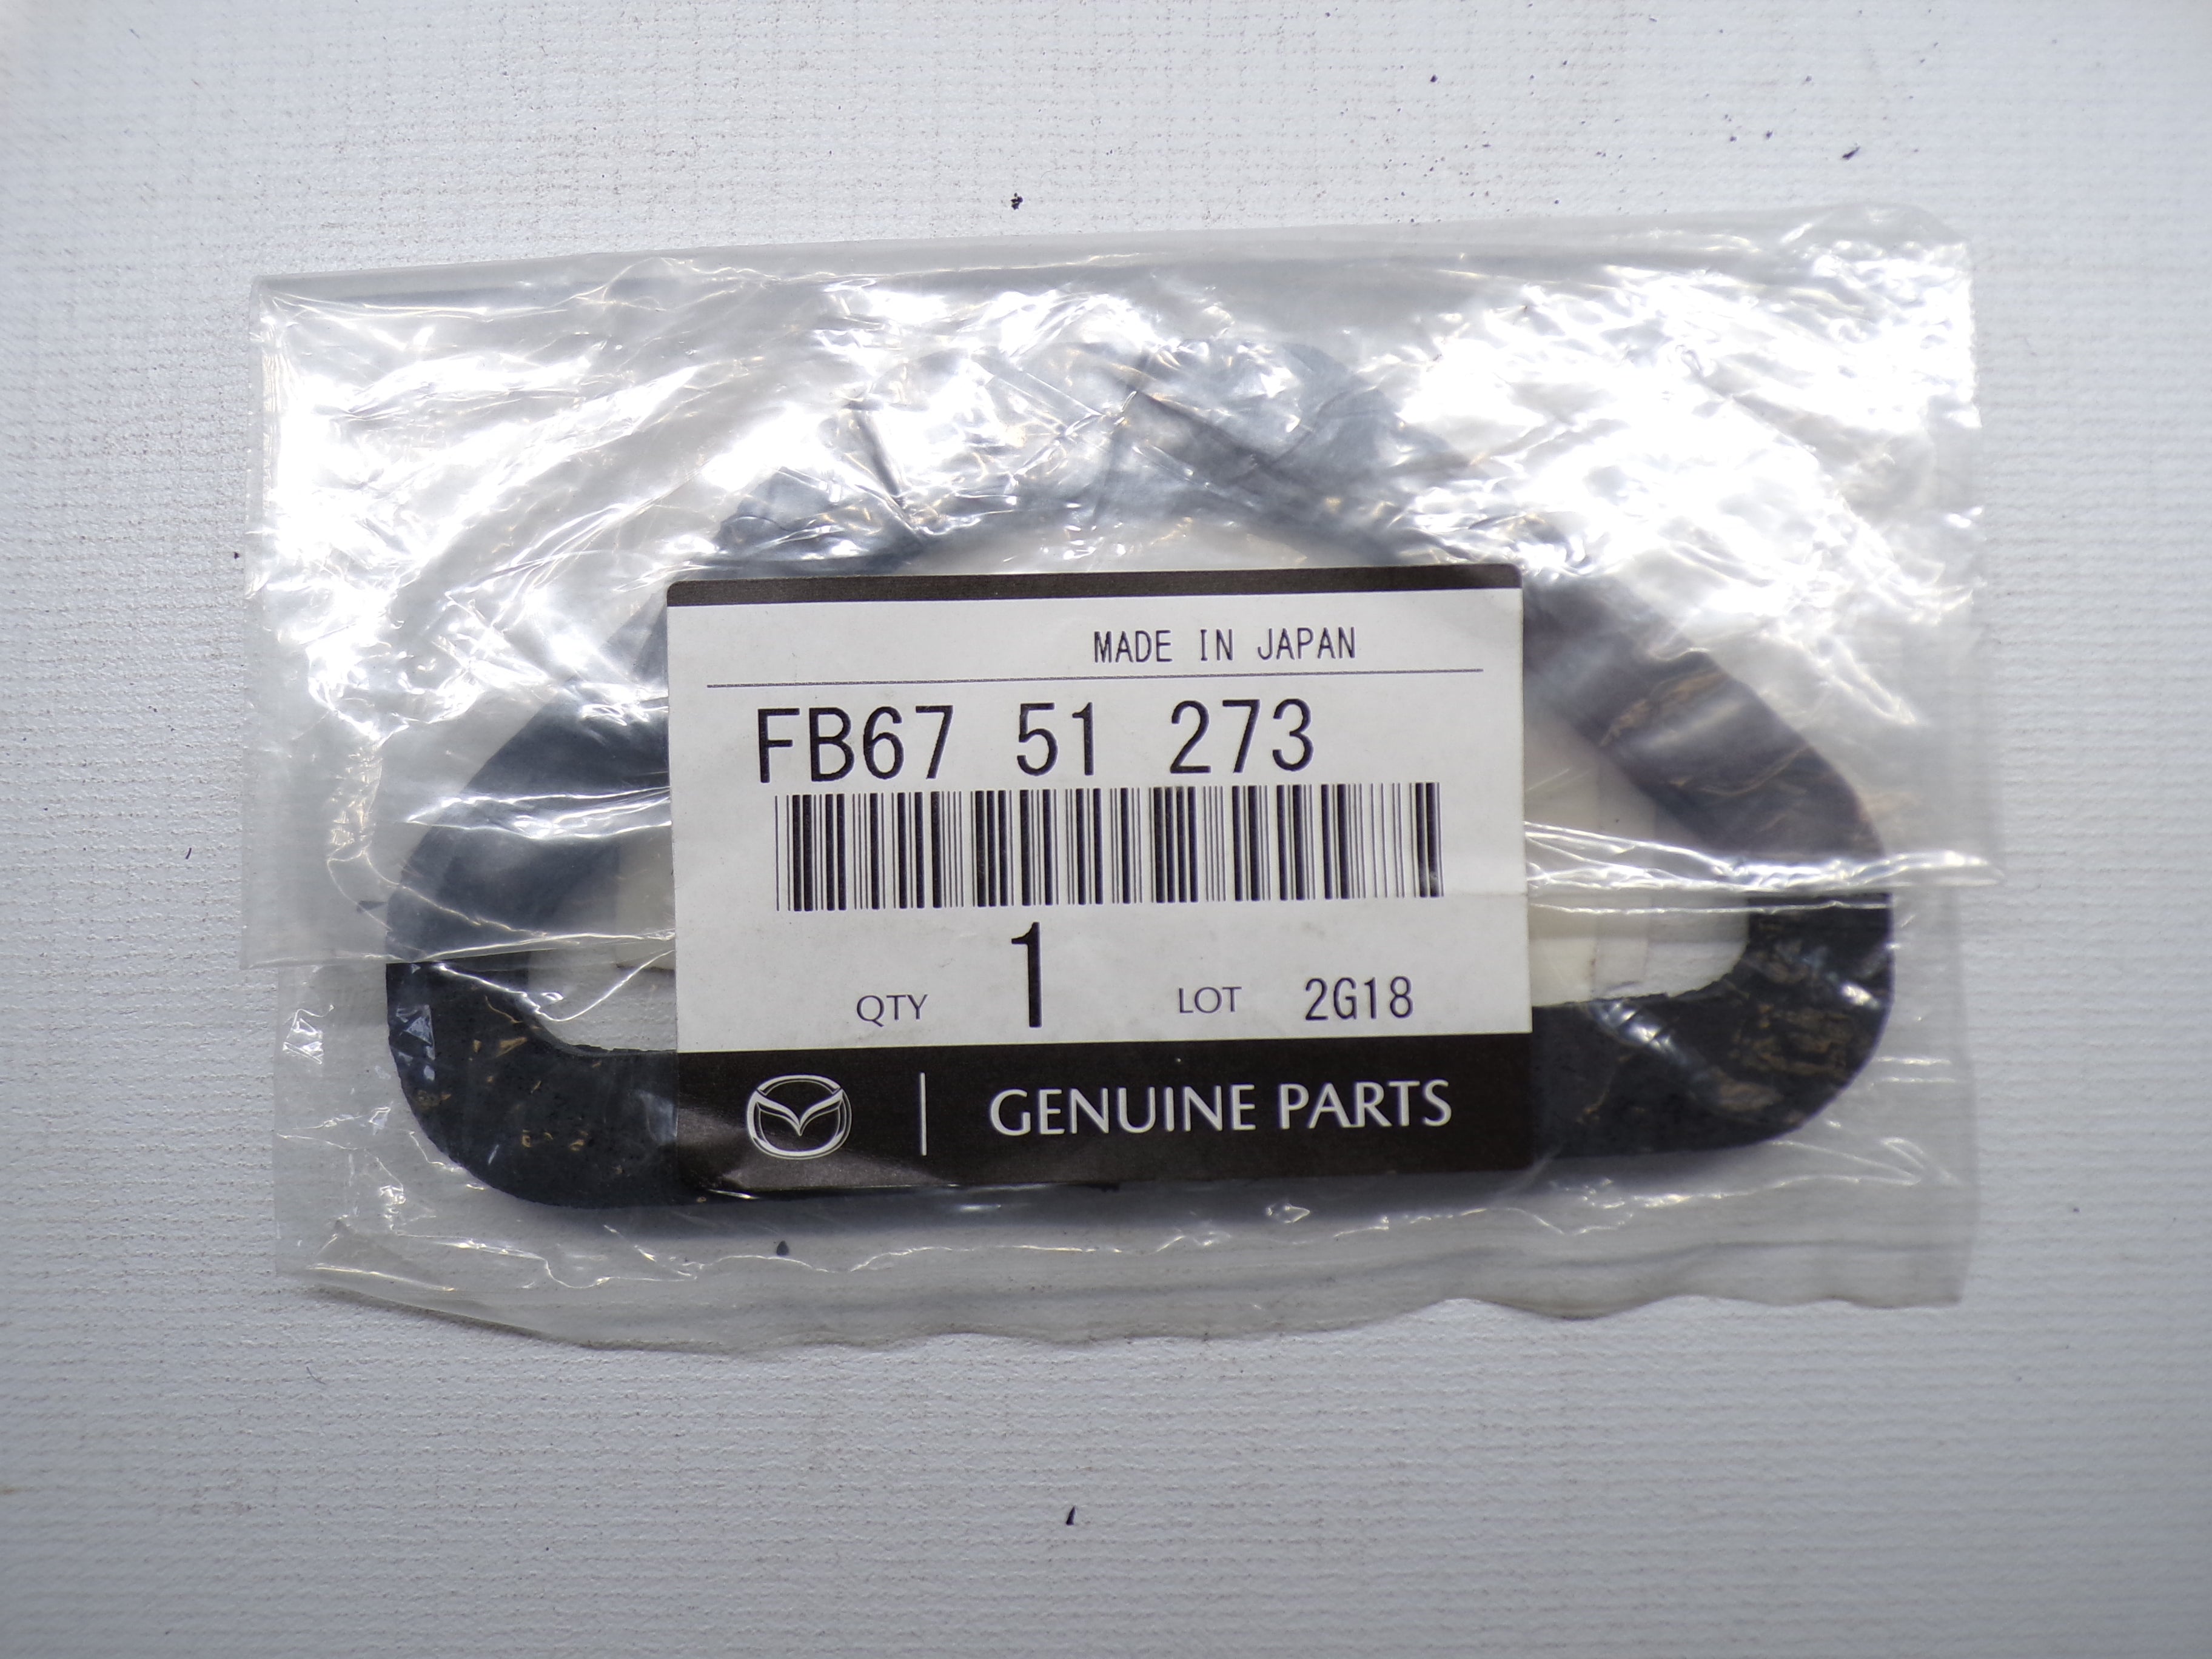 MADE IN JAPAN
FB67 51 273
QTY 1 LOT 2G18
GENUINE PARTS